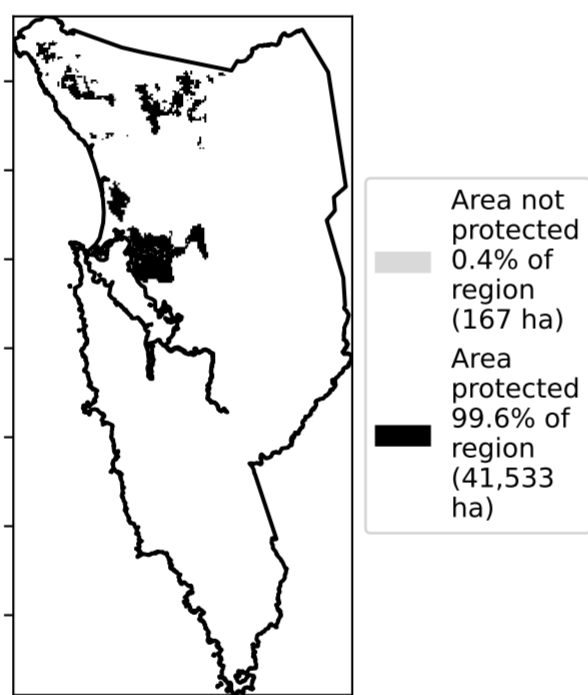 Area not
protected
0.4% of
region
(167 ha)
Area
protected
99.6% of
region
(41,533
ha)